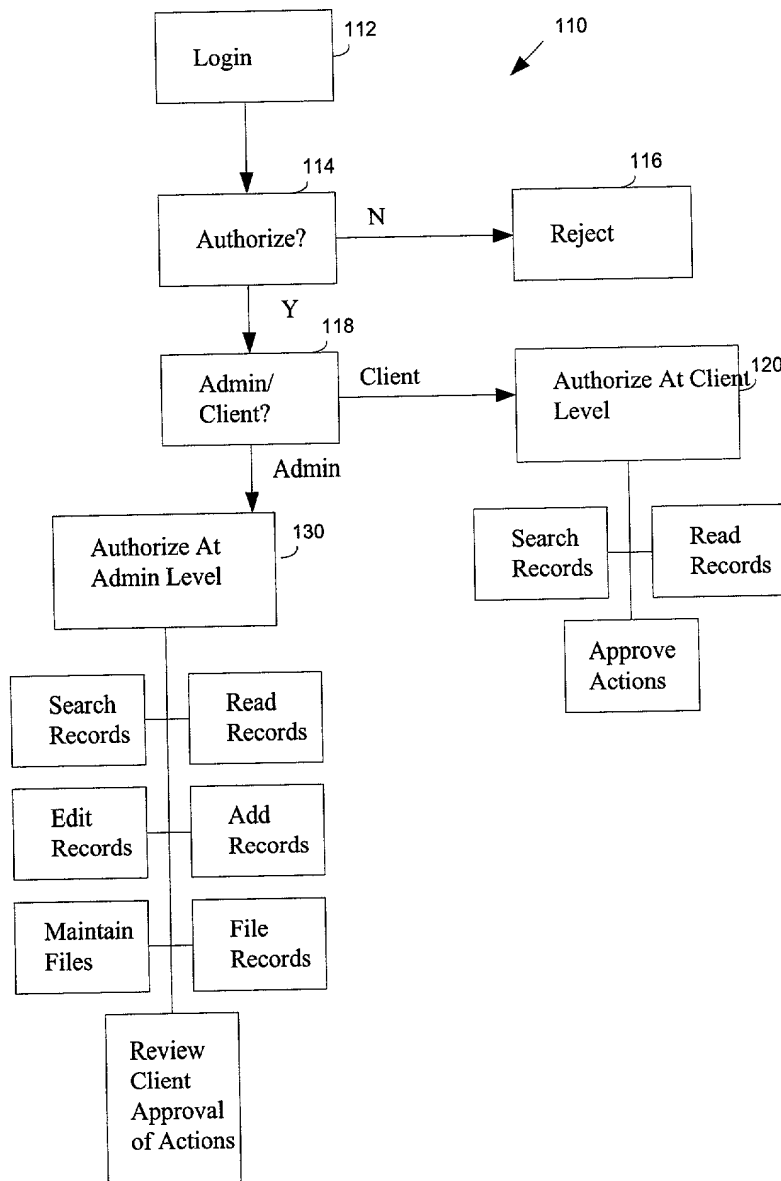 112
110
Login
114
116
Authorize?
N
Reject
Y
118
Admin/
Client?
Client
Authorize At Client
Level
120
Admin
Authorize At
Admin Level
130
Search
Records
Read
Records
Approve
Actions
Search
Records
Read
Records
Edit
Records
Add
Records
Maintain
Files
File
Records
Review
Client
Approval
of Actions